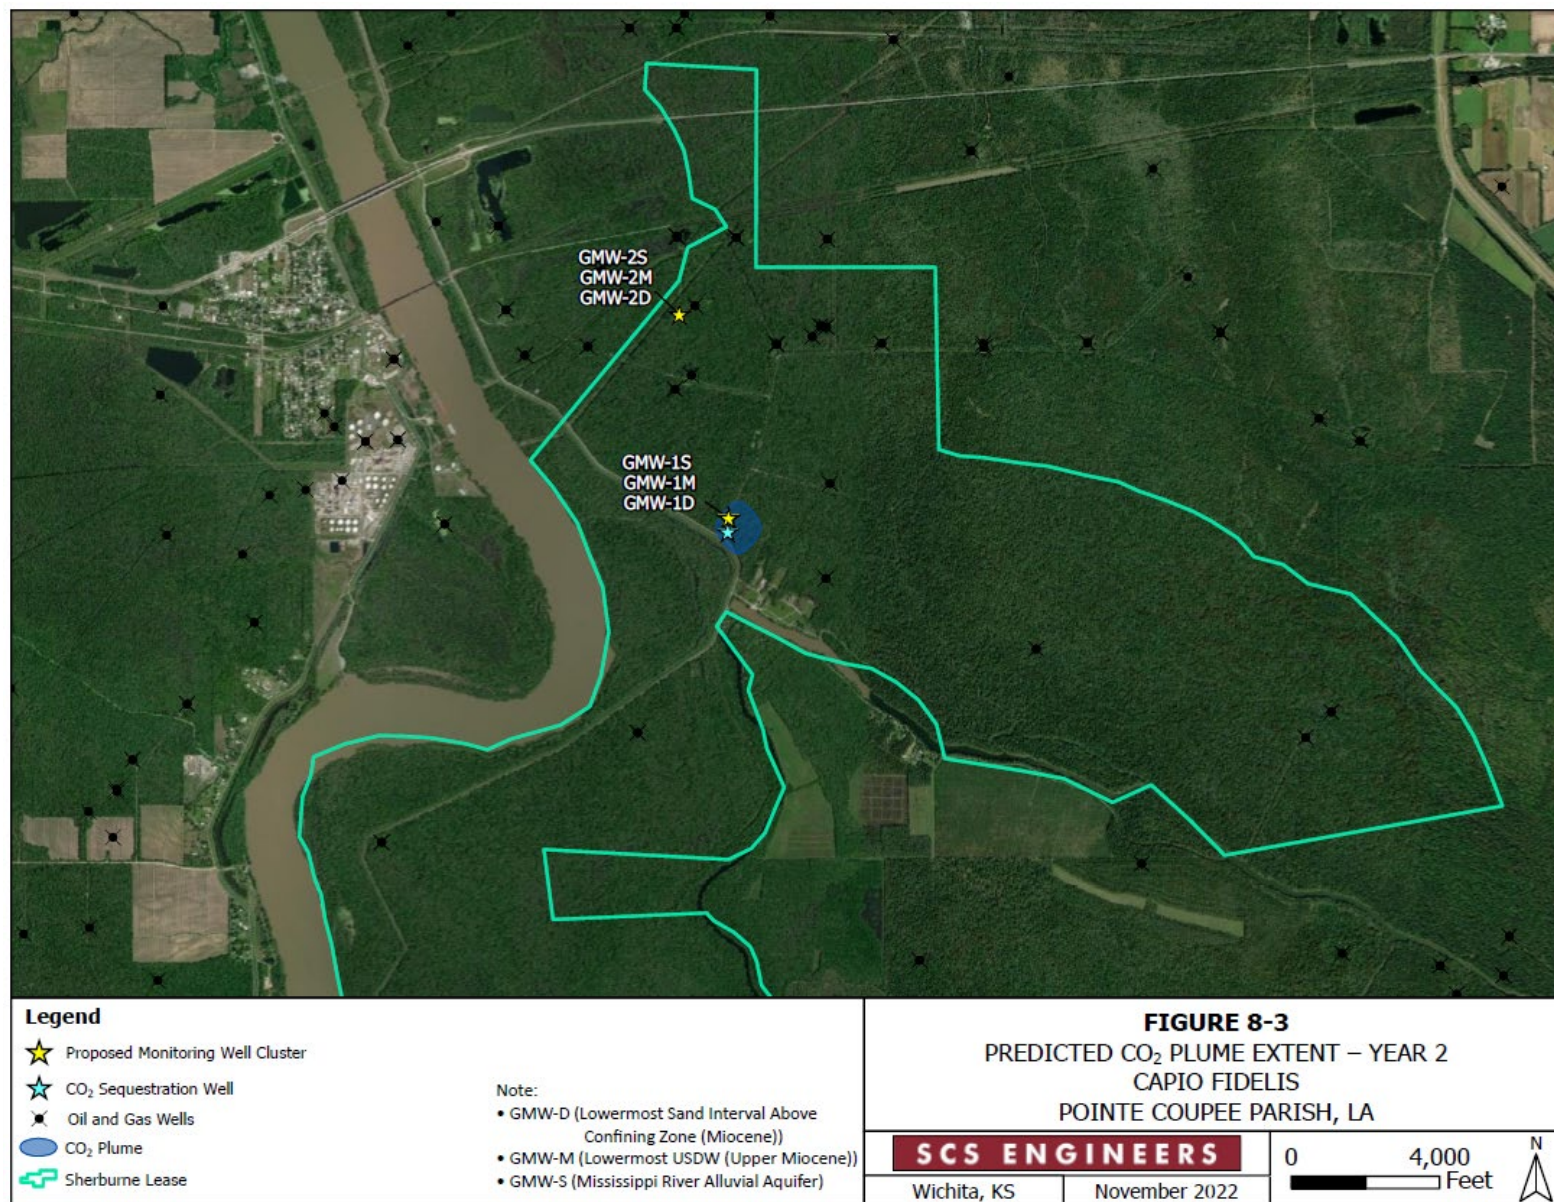 GMW-2S
GMW-2M
GMW-2D
GMW-1S
GMW-1M
GMW-1D
Legend
Proposed Monitoring Well Cluster
CO₂ Sequestration Well
Oil and Gas Wells
CO₂ Plume
Sherburne Lease
Note:
• GMW-D (Lowermost Sand Interval Above
Confining Zone (Miocene))
• GMW-M (Lowermost USDW (Upper Miocene))
• GMW-S (Mississippi River Alluvial Aquifer)
FIGURE 8-3
PREDICTED CO₂ PLUME EXTENT – YEAR 2
CAPIO FIDELIS
POINTE COUPEE PARISH, LA
SCS ENGINEERS
Wichita, KS
November 2022
0 4,000
Feet
N